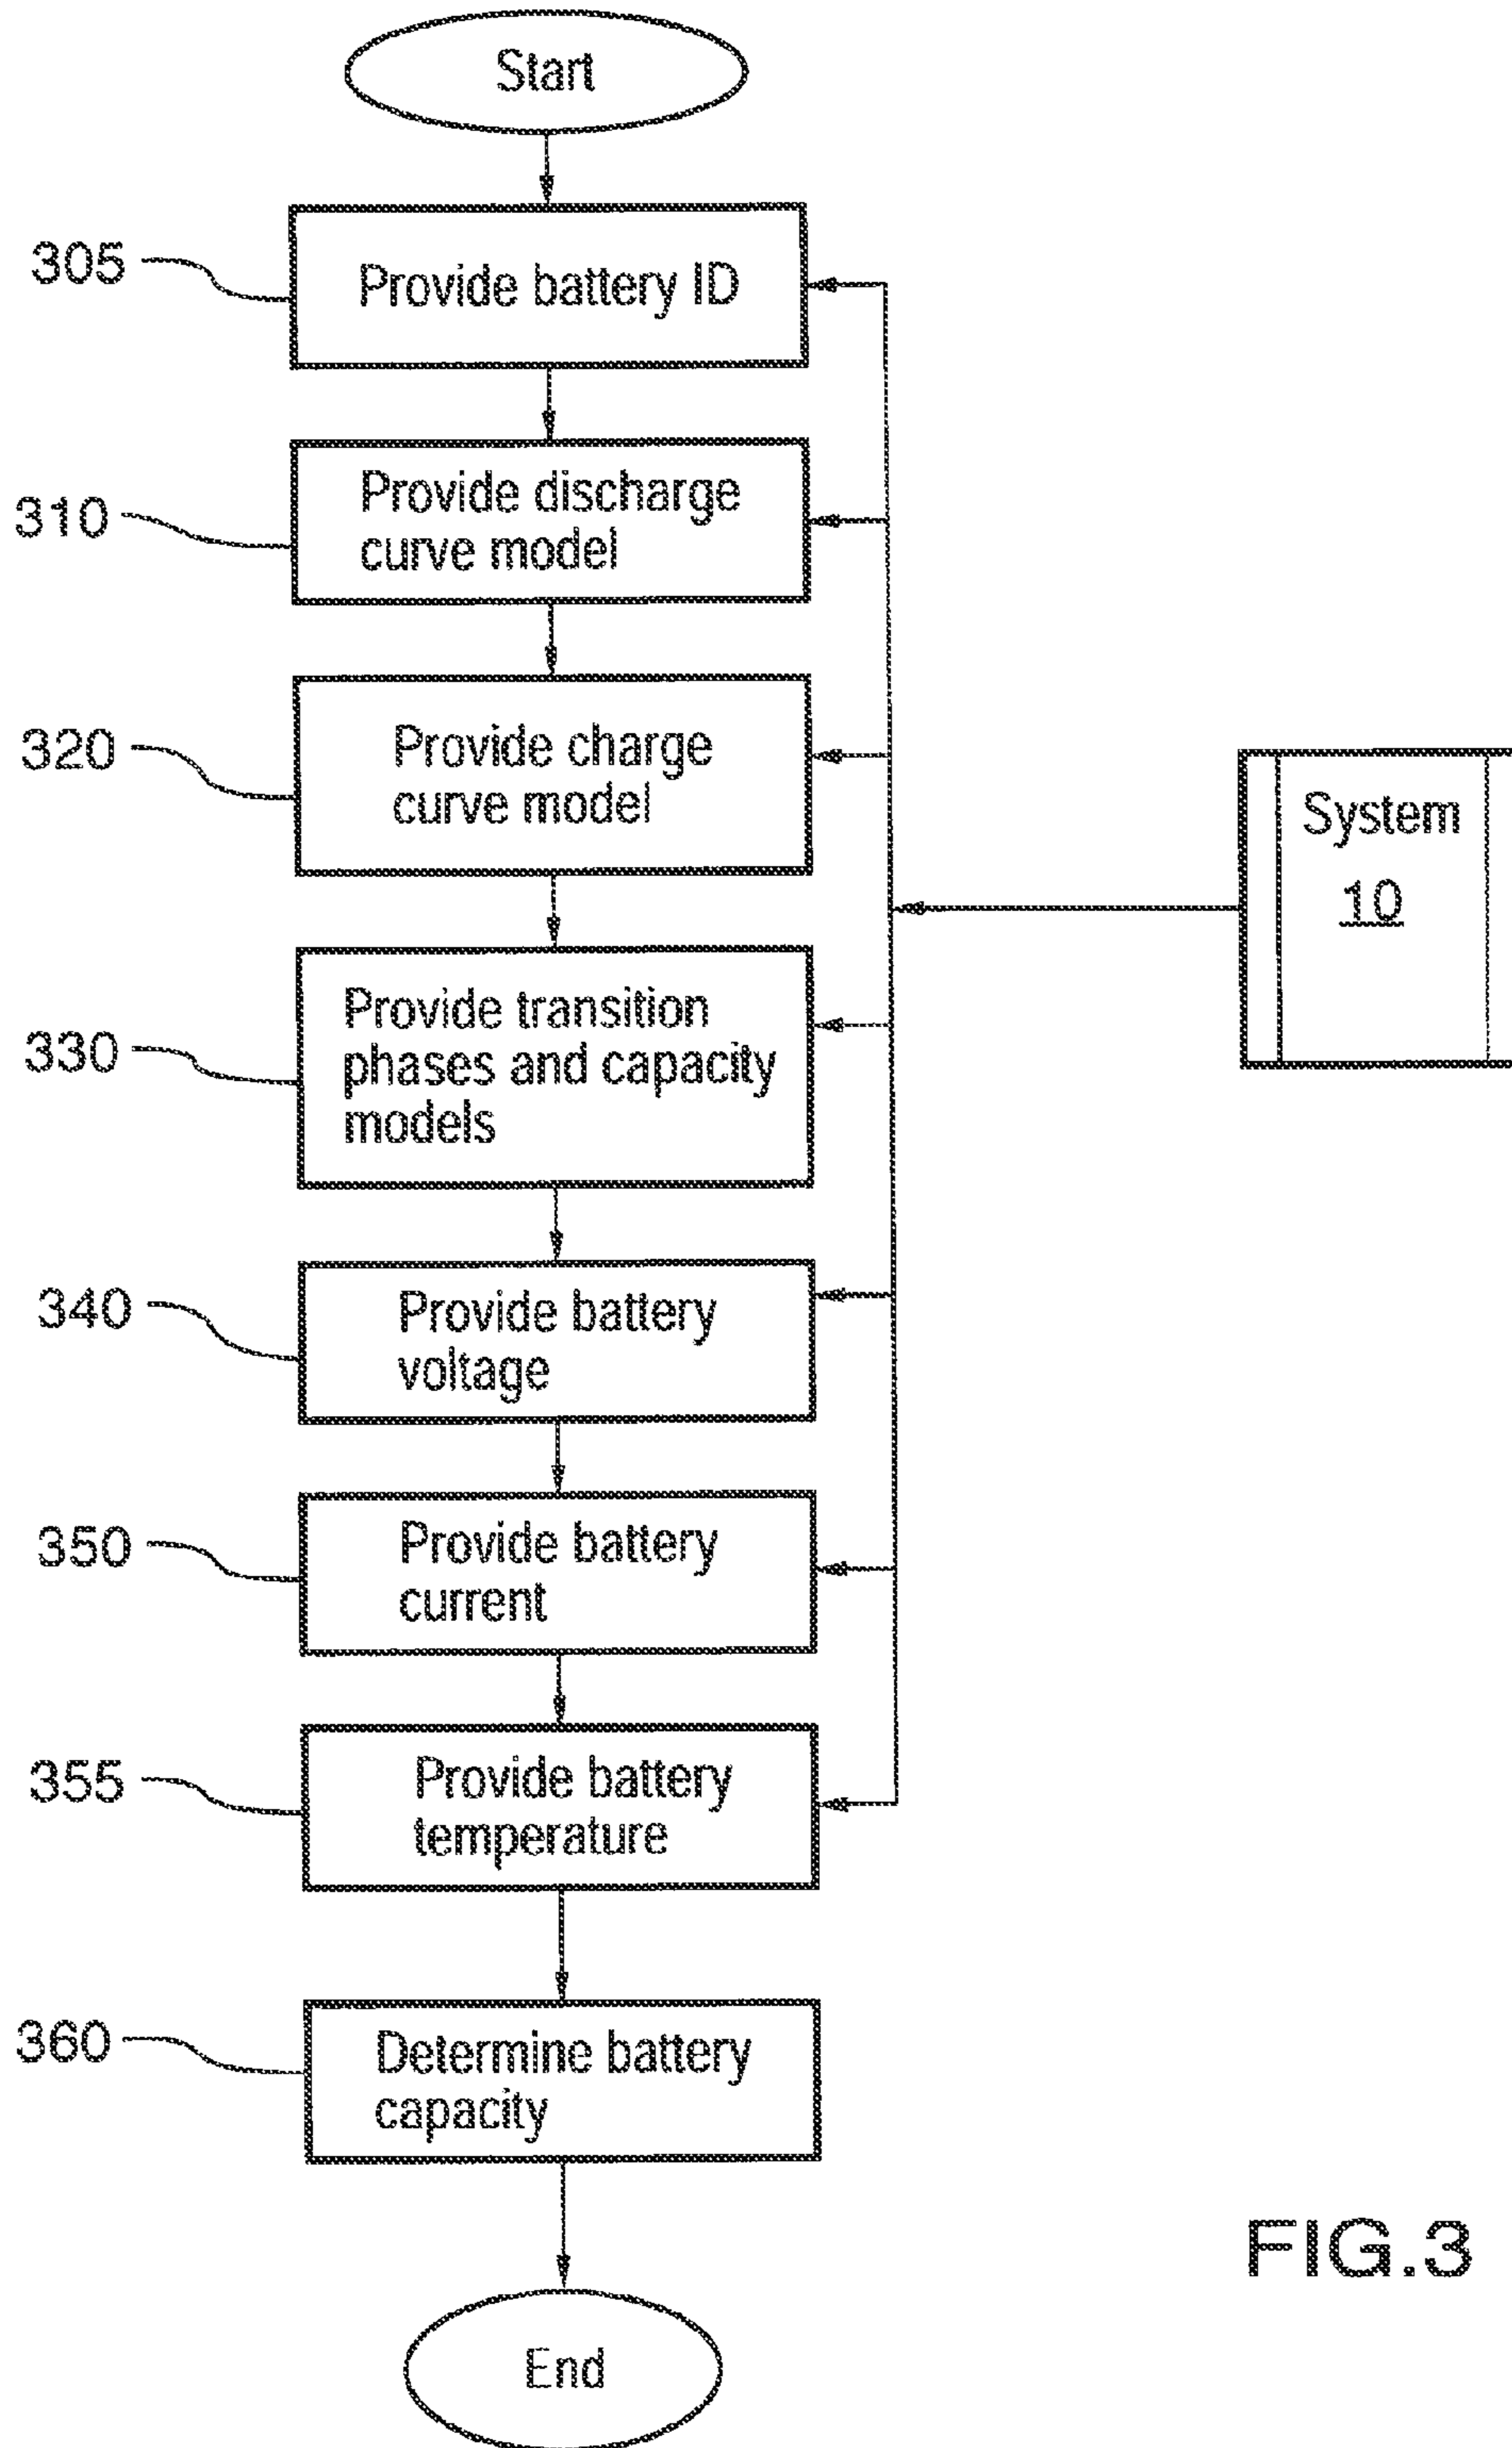 Start
305
Provide battery ID
310
Provide discharge
curve model
320
Provide charge
curve model
System
10
330
Provide transition
phases and capacity
models
340
Provide battery
voltage
350
Provide battery
current
355
Provide battery
temperature
360
Determine battery
capacity
FIG.3
End